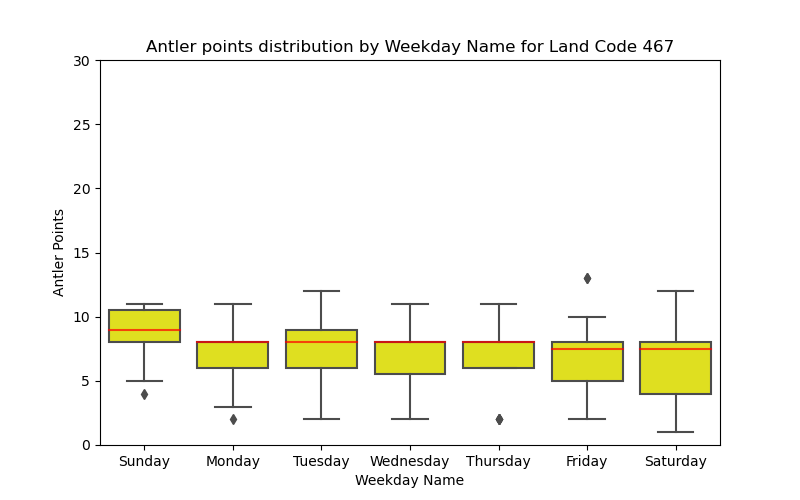 Antler points distribution by Weekday Name for Land Code 467
30
25
20
15
10
5
0
Antler Points
Sunday Monday Tuesday Wednesday Thursday Friday Saturday
Weekday Name